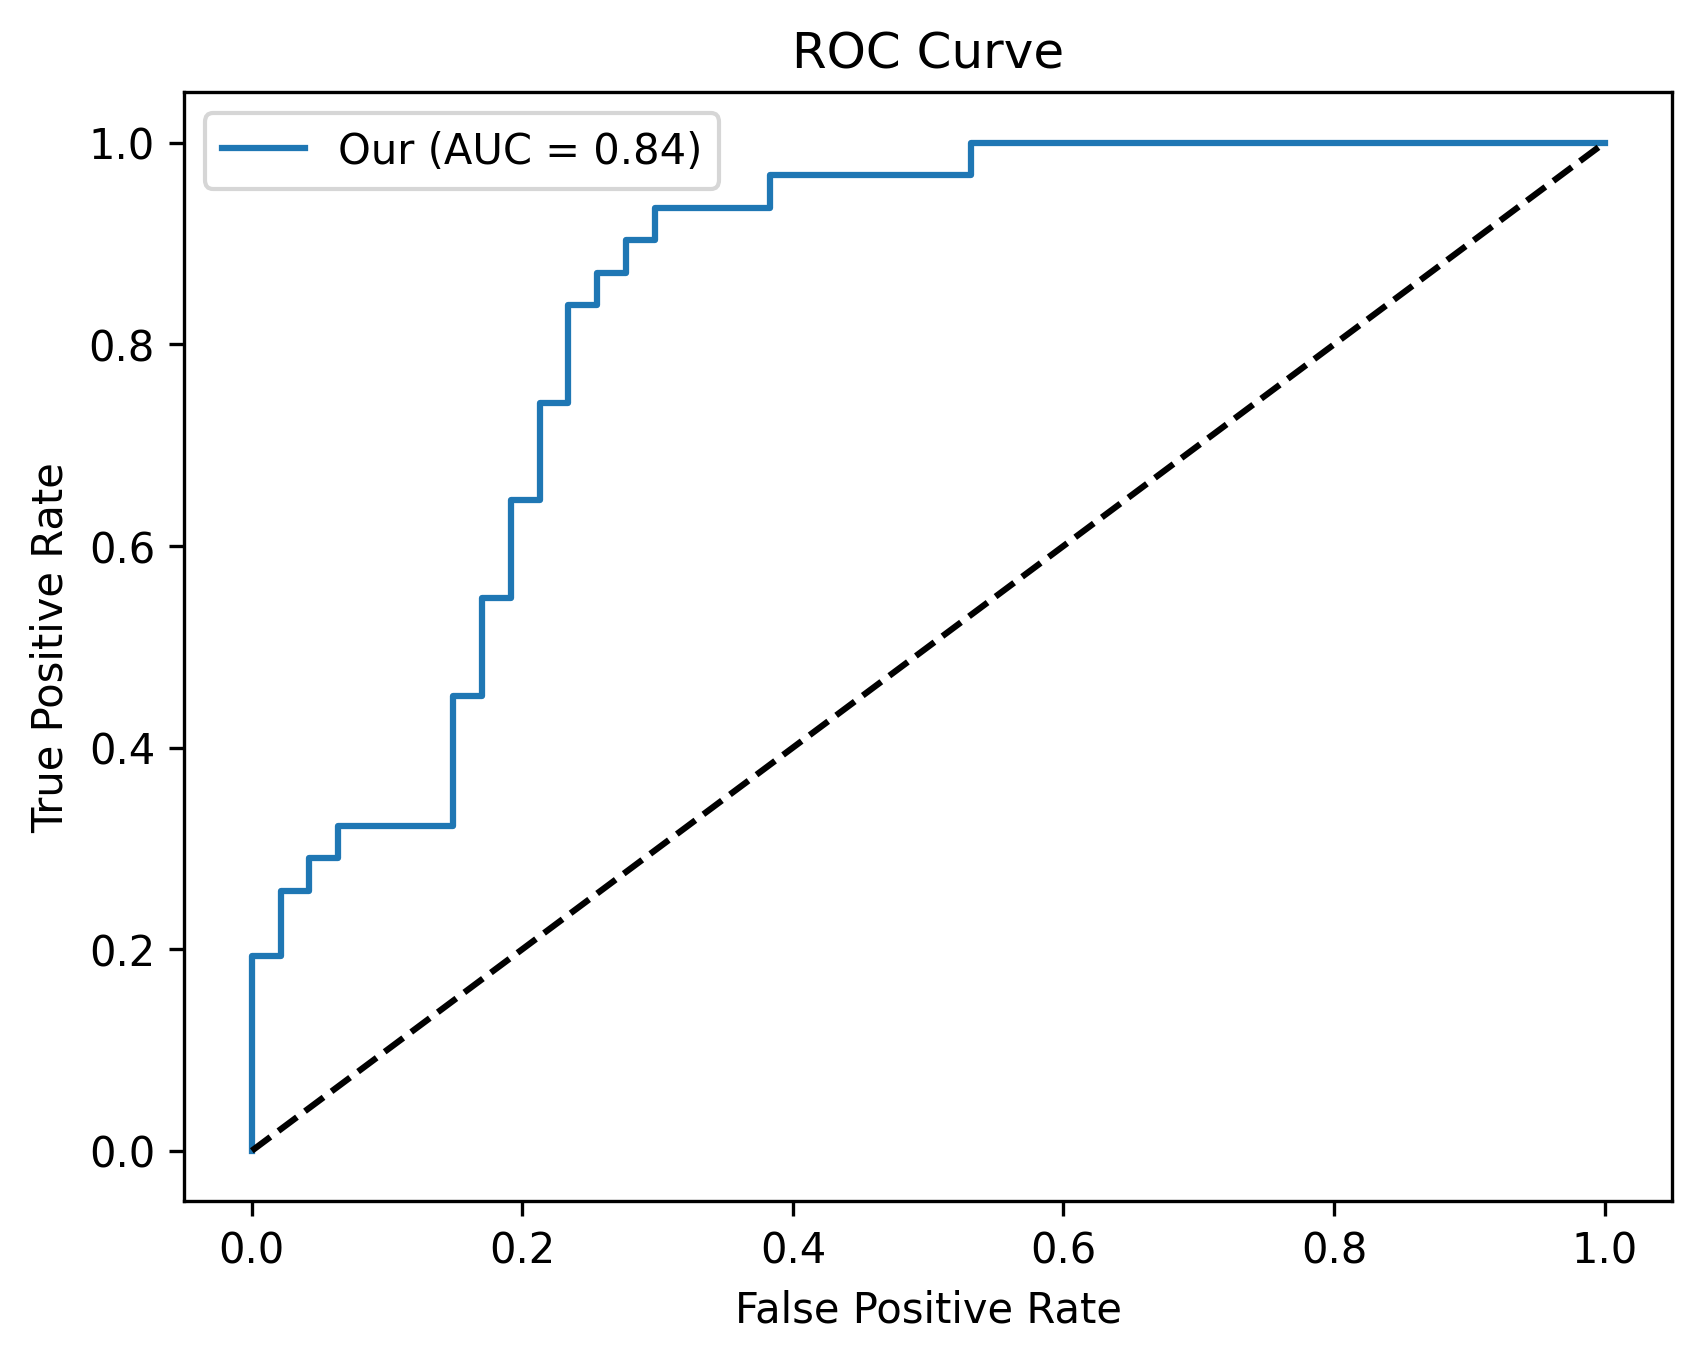 ROC Curve
Our (AUC = 0.84)
True Positive Rate
1.0
0.8
0.6
0.4
0.2
0.0
0.0 0.2 0.4 0.6 0.8 1.0
False Positive Rate